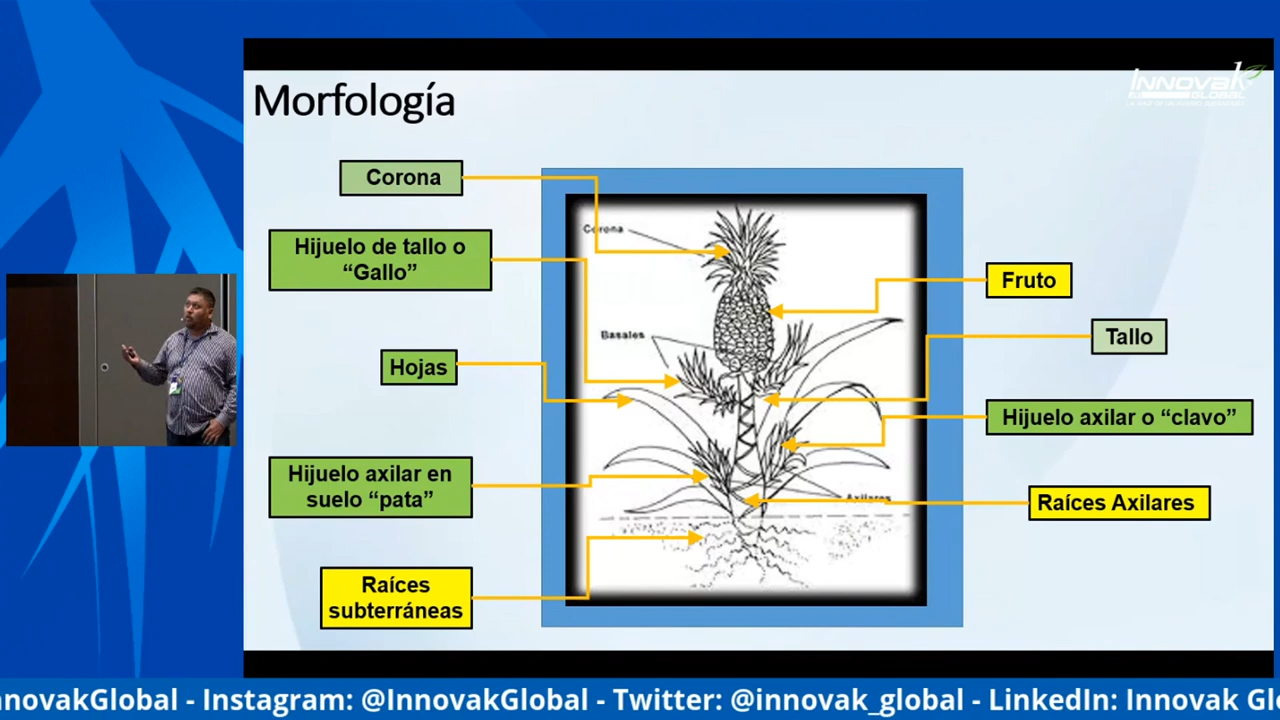 Morfología
Innovak
GLOBAL
Corona
Hijuelo de tallo o
“Gallo”
Hojas
Hijuelo axilar en
suelo “pata”
Raíces
subterráneas
Corona
Basales
Axilares
Fruto
Tallo
Hijuelo axilar o “clavo”
Raíces Axilares
nnovakGlobal - Instagram: @InnovakGlobal - Twitter: @innovak_global - LinkedIn: Innovak Gl